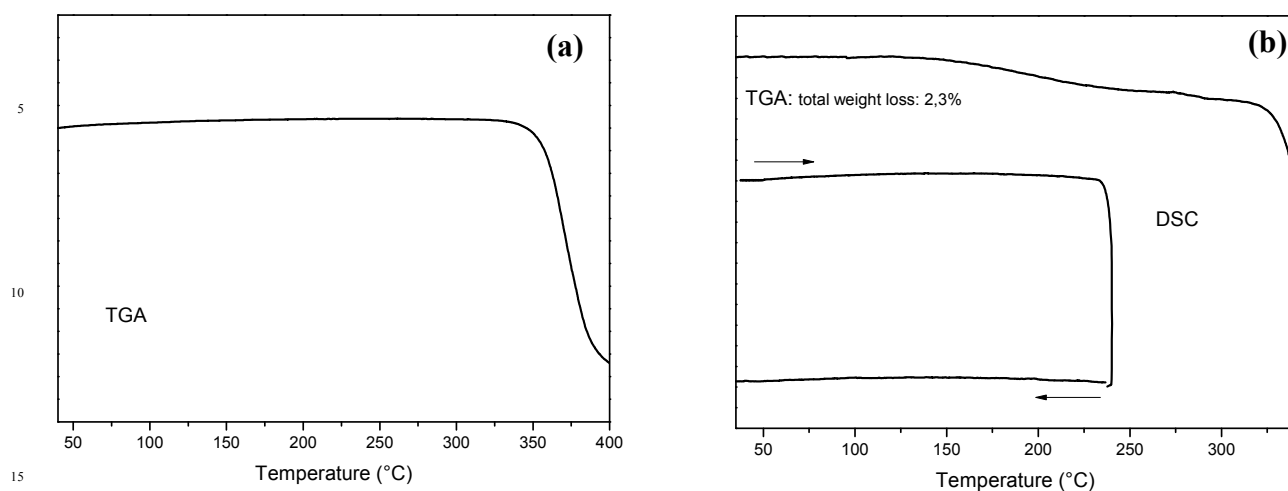 (a)
5
TGA
10
50 100 150 200 250 300 350 400
Temperature (°C)
15
(b)
TGA: total weight loss: 2,3%
DSC
50 100 150 200 250 300
Temperature (°C)